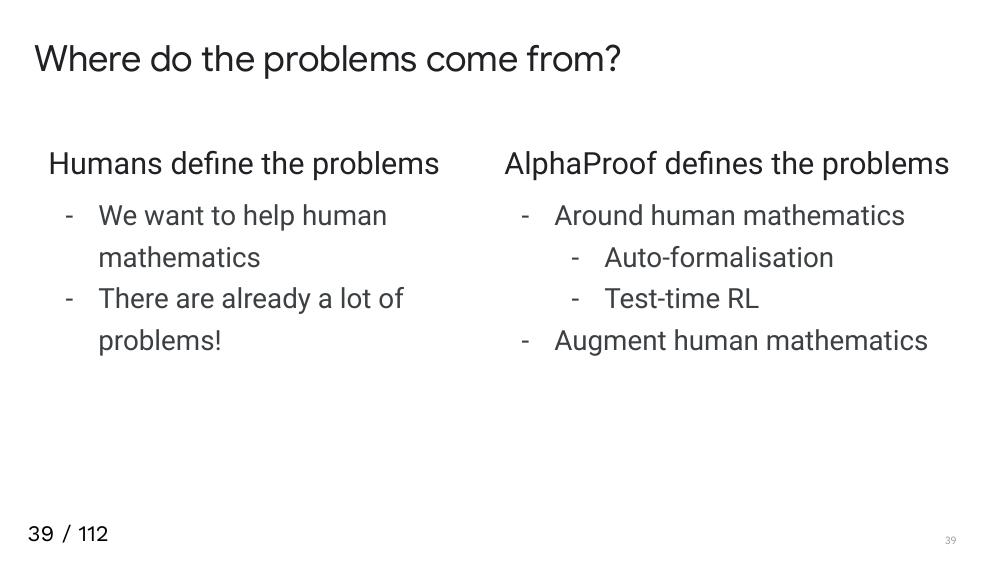 Where do the problems come from?
Humans define the problems
- We want to help human
mathematics
- There are already a lot of
problems!
AlphaProof defines the problems
- Around human mathematics
- Auto-formalisation
- Test-time RL
- Augment human mathematics
39 / 112
39